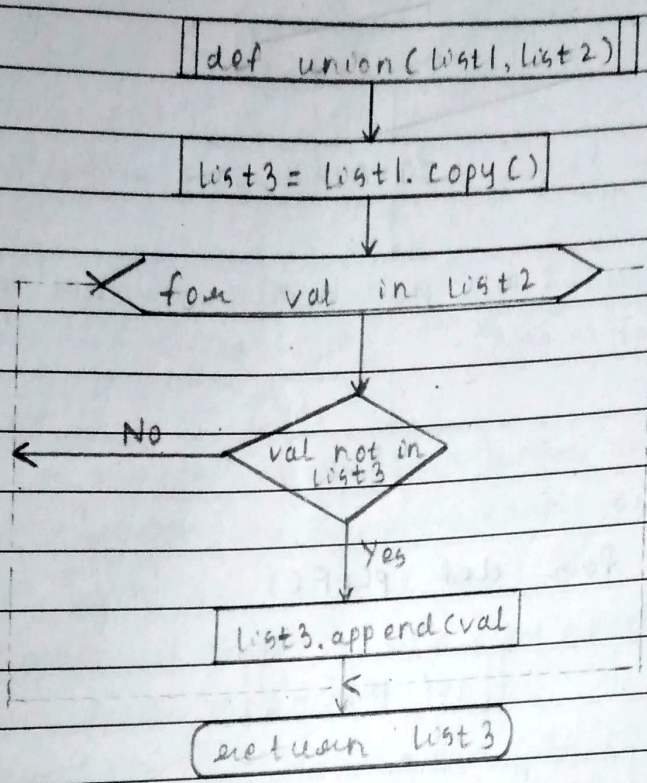 def union(list1, list2)
list3 = list1.copy()
for val in list2
No
val not in
list3
Yes
list3.append(val
return list3